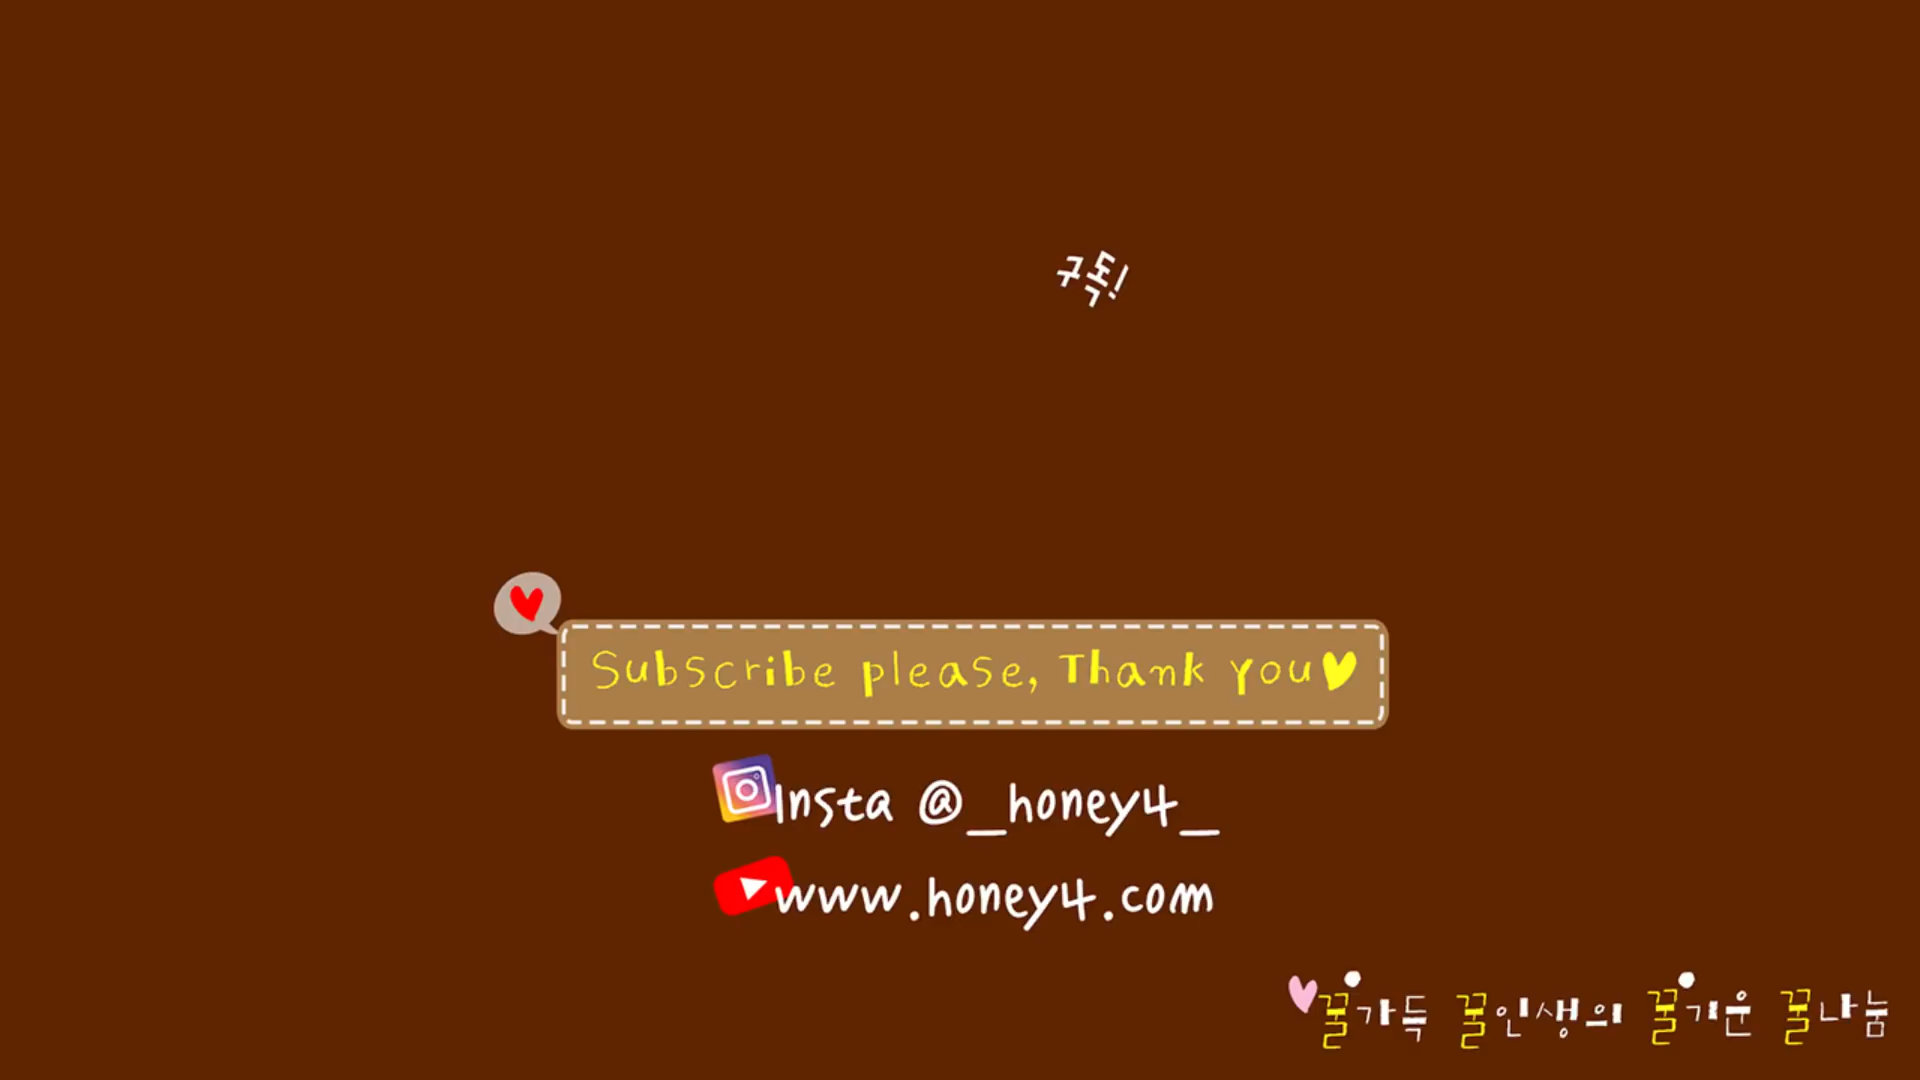 구독!
Subscribe please, Thank you♥
Insta @_honey4_
www.honey4.com
♥꿀가득 꿀인생의 꿀겨운 꿀나눔